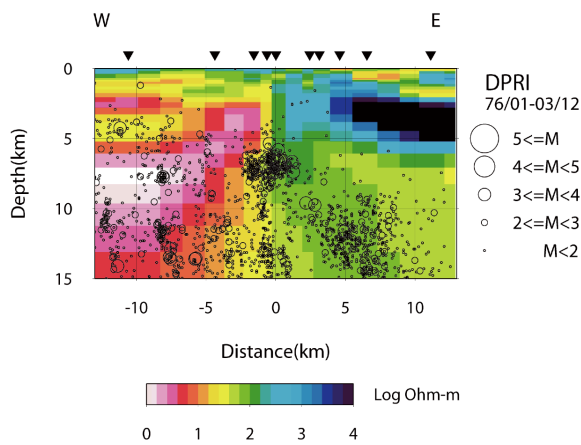 W E
DPRI
76/01-03/12
5<=M
4<=M<5
3<=M<4
2<=M<3
M<2
Depth(km)
0
5
10
15
-10 -5 0 5 10
Distance(km)
Log Ohm-m
0 1 2 3 4